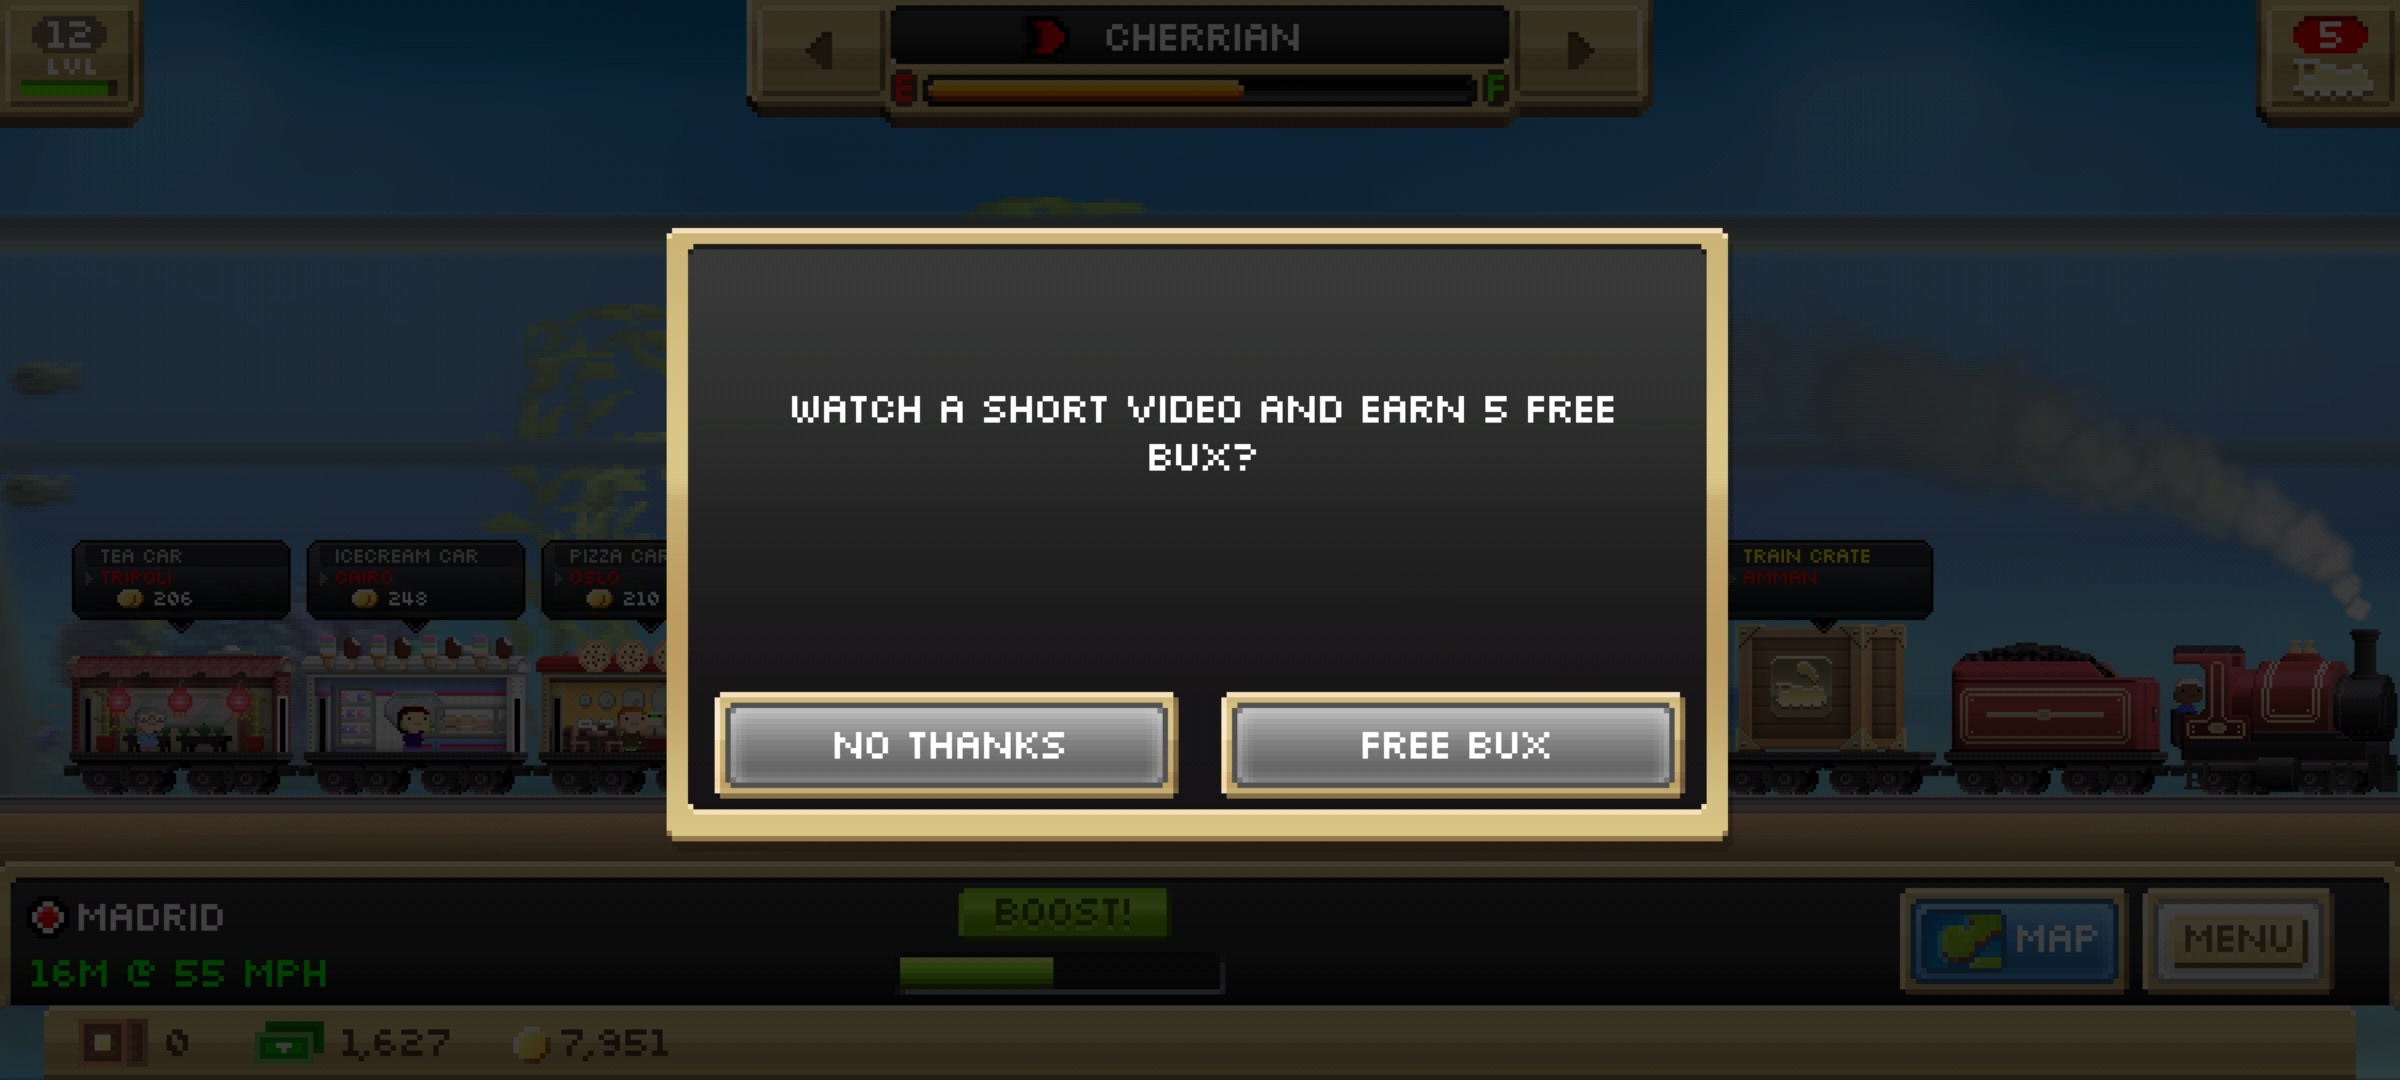 12
LVL
CHERRIAN
E F
5
WATCH A SHORT VIDEO AND EARN 5 FREE
BUX?
TEA CAR
TRIPOLI
206
ICECREAM CAR
CAIRO
248
PIZZA CAR
OSLO
210
TRAIN CRATE
AMMAN
NO THANKS
FREE BUX
MADRID
16M @ 55 MPH
BOOST!
MAP
MENU
0
1,627
7,951